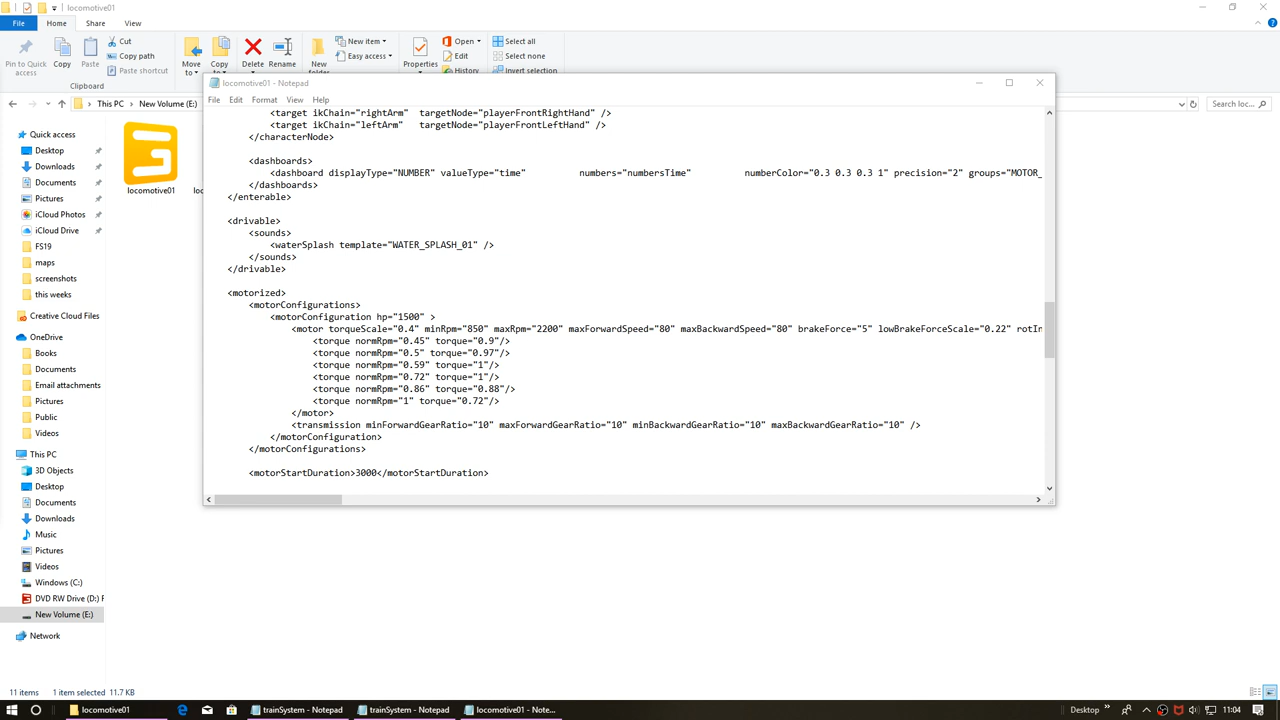 locomotive01
File
Home
Share
View
Pin to Quick access
Copy
Paste
Cut
Copy path
Paste shortcut
Clipboard
Move to
Copy to
Delete
Rename
New
New item
Easy access
Properties
Open
Edit
History
Select all
Select none
Invert selection
This PC
New Volume (E:)
Search loc...
Quick access
Desktop
Downloads
Documents
Pictures
iCloud Photos
iCloud Drive
FS19
maps
screenshots
this weeks
Creative Cloud Files
OneDrive
Books
Documents
Email attachments
Pictures
Public
Videos
This PC
3D Objects
Desktop
Documents
Downloads
Music
Pictures
Videos
Windows (C:)
DVD RW Drive (D:) F
New Volume (E:)
Network
locomotive01
locomotive01 - Notepad
File Edit Format View Help
<target ikChain="rightArm" targetNode="playerFrontRightHand" />
<target ikChain="leftArm" targetNode="playerFrontLeftHand" />
</characterNode>
<dashboards>
<dashboard displayType="NUMBER" valueType="time" numbers="numbersTime" numberColor="0.3 0.3 0.3 1" precision="2" groups="MOTOR_
</dashboards>
</enterable>
<drivable>
<sounds>
<waterSplash template="WATER_SPLASH_01" />
</sounds>
</drivable>
<motorized>
<motorConfigurations>
<motorConfiguration hp="1500" >
<motor torqueScale="0.4" minRpm="850" maxRpm="2200" maxForwardSpeed="80" maxBackwardSpeed="80" brakeForce="5" lowBrakeForceScale="0.22" rotIn
<torque normRpm="0.45" torque="0.9"/>
<torque normRpm="0.5" torque="0.97"/>
<torque normRpm="0.59" torque="1"/>
<torque normRpm="0.72" torque="1"/>
<torque normRpm="0.86" torque="0.88"/>
<torque normRpm="1" torque="0.72"/>
</motor>
<transmission minForwardGearRatio="10" maxForwardGearRatio="10" minBackwardGearRatio="10" maxBackwardGearRatio="10" />
</motorConfiguration>
</motorConfigurations>
<motorStartDuration>3000</motorStartDuration>
11 items 1 item selected 11.7 KB
locomotive01
trainSystem - Notepad
trainSystem - Notepad
locomotive01 - Note...
Desktop
11:04